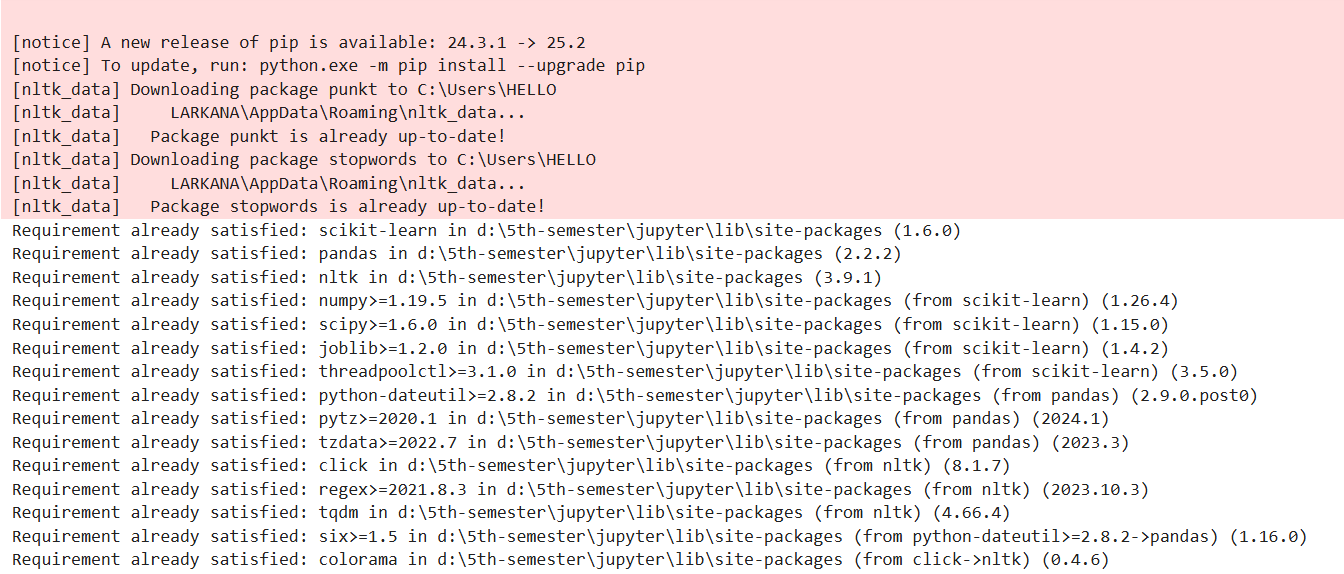 [notice] A new release of pip is available: 24.3.1 -> 25.2
[notice] To update, run: python.exe -m pip install --upgrade pip
[nltk_data] Downloading package punkt to C:\Users\HELLO
[nltk_data]     LARKANA\AppData\Roaming\nltk_data...
[nltk_data]   Package punkt is already up-to-date!
[nltk_data] Downloading package stopwords to C:\Users\HELLO
[nltk_data]     LARKANA\AppData\Roaming\nltk_data...
[nltk_data]   Package stopwords is already up-to-date!
Requirement already satisfied: scikit-learn in d:\5th-semester\jupyter\lib\site-packages (1.6.0)
Requirement already satisfied: pandas in d:\5th-semester\jupyter\lib\site-packages (2.2.2)
Requirement already satisfied: nltk in d:\5th-semester\jupyter\lib\site-packages (3.9.1)
Requirement already satisfied: numpy>=1.19.5 in d:\5th-semester\jupyter\lib\site-packages (from scikit-learn) (1.26.4)
Requirement already satisfied: scipy>=1.6.0 in d:\5th-semester\jupyter\lib\site-packages (from scikit-learn) (1.15.0)
Requirement already satisfied: joblib>=1.2.0 in d:\5th-semester\jupyter\lib\site-packages (from scikit-learn) (1.4.2)
Requirement already satisfied: threadpoolctl>=3.1.0 in d:\5th-semester\jupyter\lib\site-packages (from scikit-learn) (3.5.0)
Requirement already satisfied: python-dateutil>=2.8.2 in d:\5th-semester\jupyter\lib\site-packages (from pandas) (2.9.0.post0)
Requirement already satisfied: pytz>=2020.1 in d:\5th-semester\jupyter\lib\site-packages (from pandas) (2024.1)
Requirement already satisfied: tzdata>=2022.7 in d:\5th-semester\jupyter\lib\site-packages (from pandas) (2023.3)
Requirement already satisfied: click in d:\5th-semester\jupyter\lib\site-packages (from nltk) (8.1.7)
Requirement already satisfied: regex>=2021.8.3 in d:\5th-semester\jupyter\lib\site-packages (from nltk) (2023.10.3)
Requirement already satisfied: tqdm in d:\5th-semester\jupyter\lib\site-packages (from nltk) (4.66.4)
Requirement already satisfied: six>=1.5 in d:\5th-semester\jupyter\lib\site-packages (from python-dateutil>=2.8.2->pandas) (1.16.0)
Requirement already satisfied: colorama in d:\5th-semester\jupyter\lib\site-packages (from click->nltk) (0.4.6)